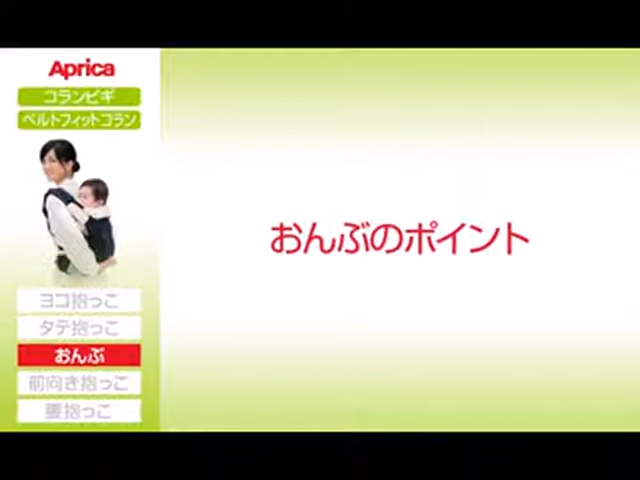 Aprica
コランビギ
ベルトフィットコラン
ヨコ抱っこ
タテ抱っこ
おんぶ
前向き抱っこ
腰抱っこ
おんぶのポイント